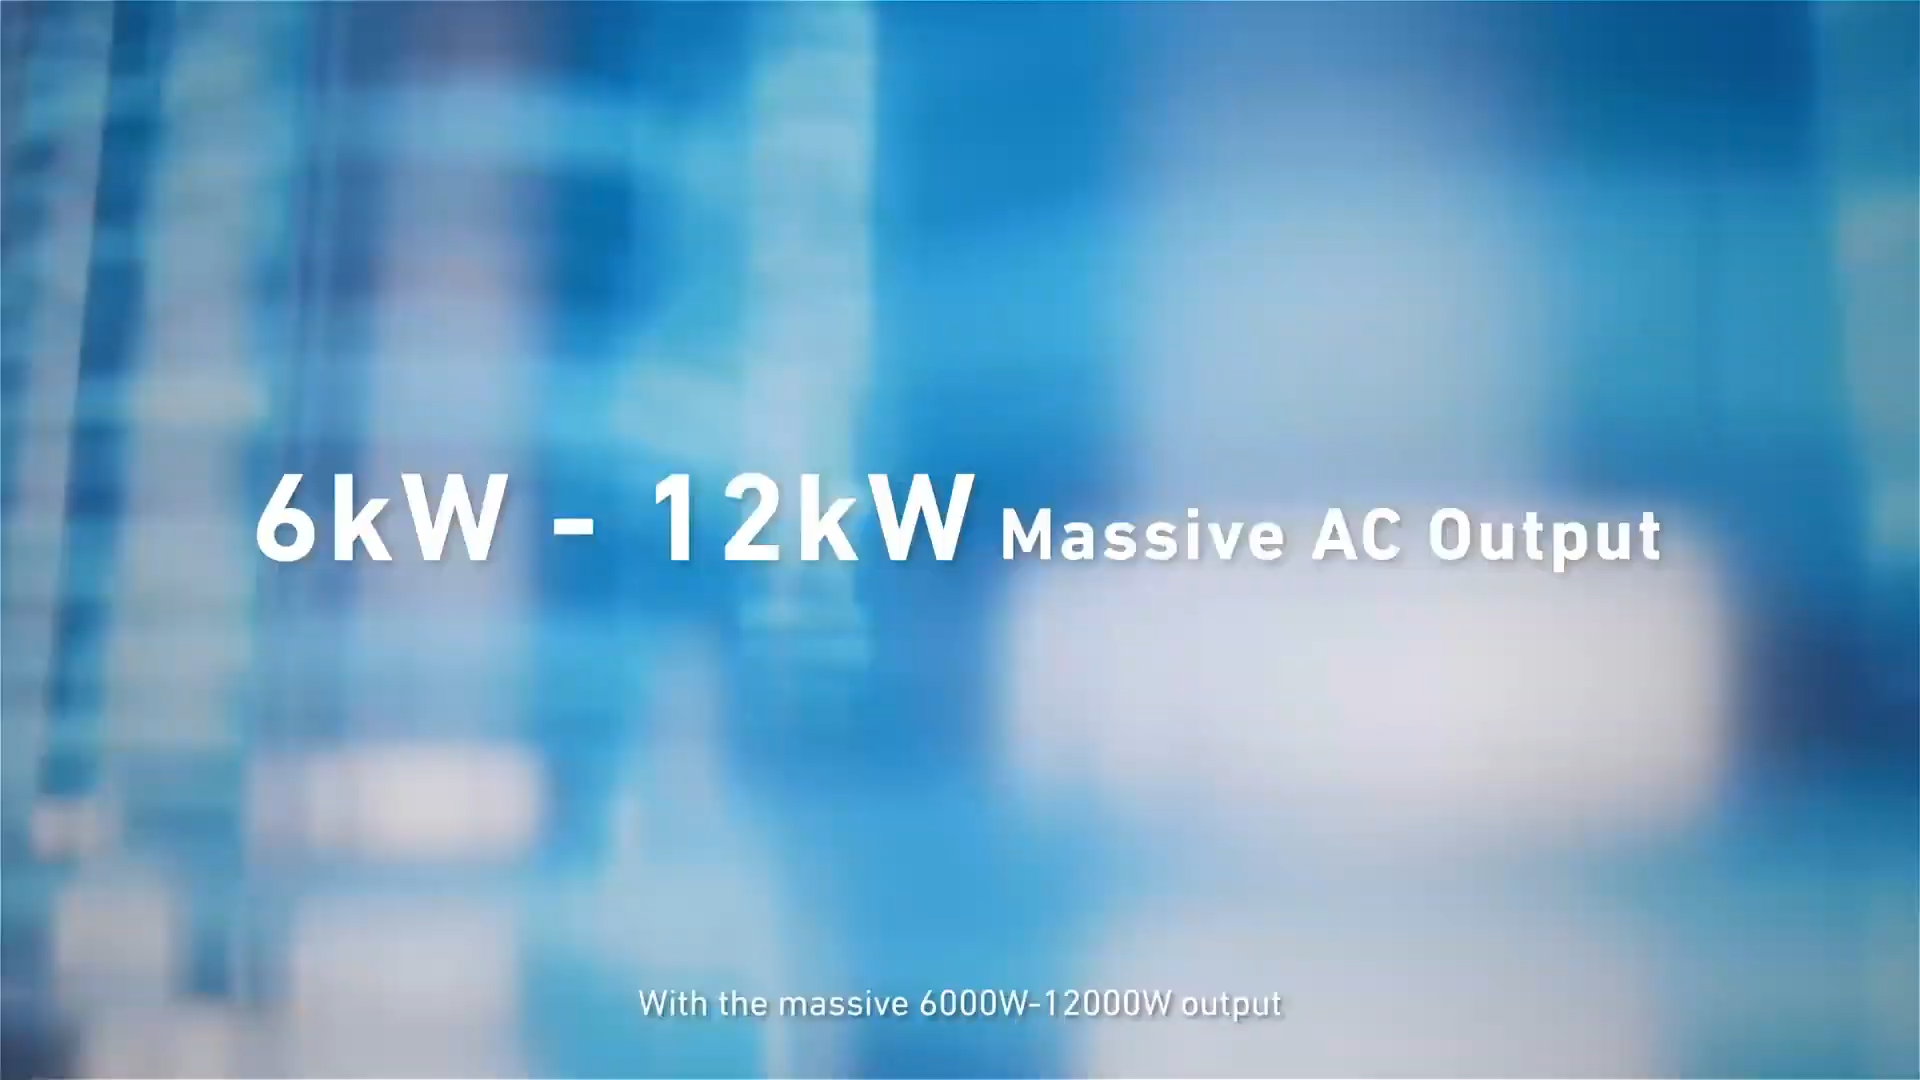 6kW - 12kW Massive AC Output
With the massive 6000W-12000W output